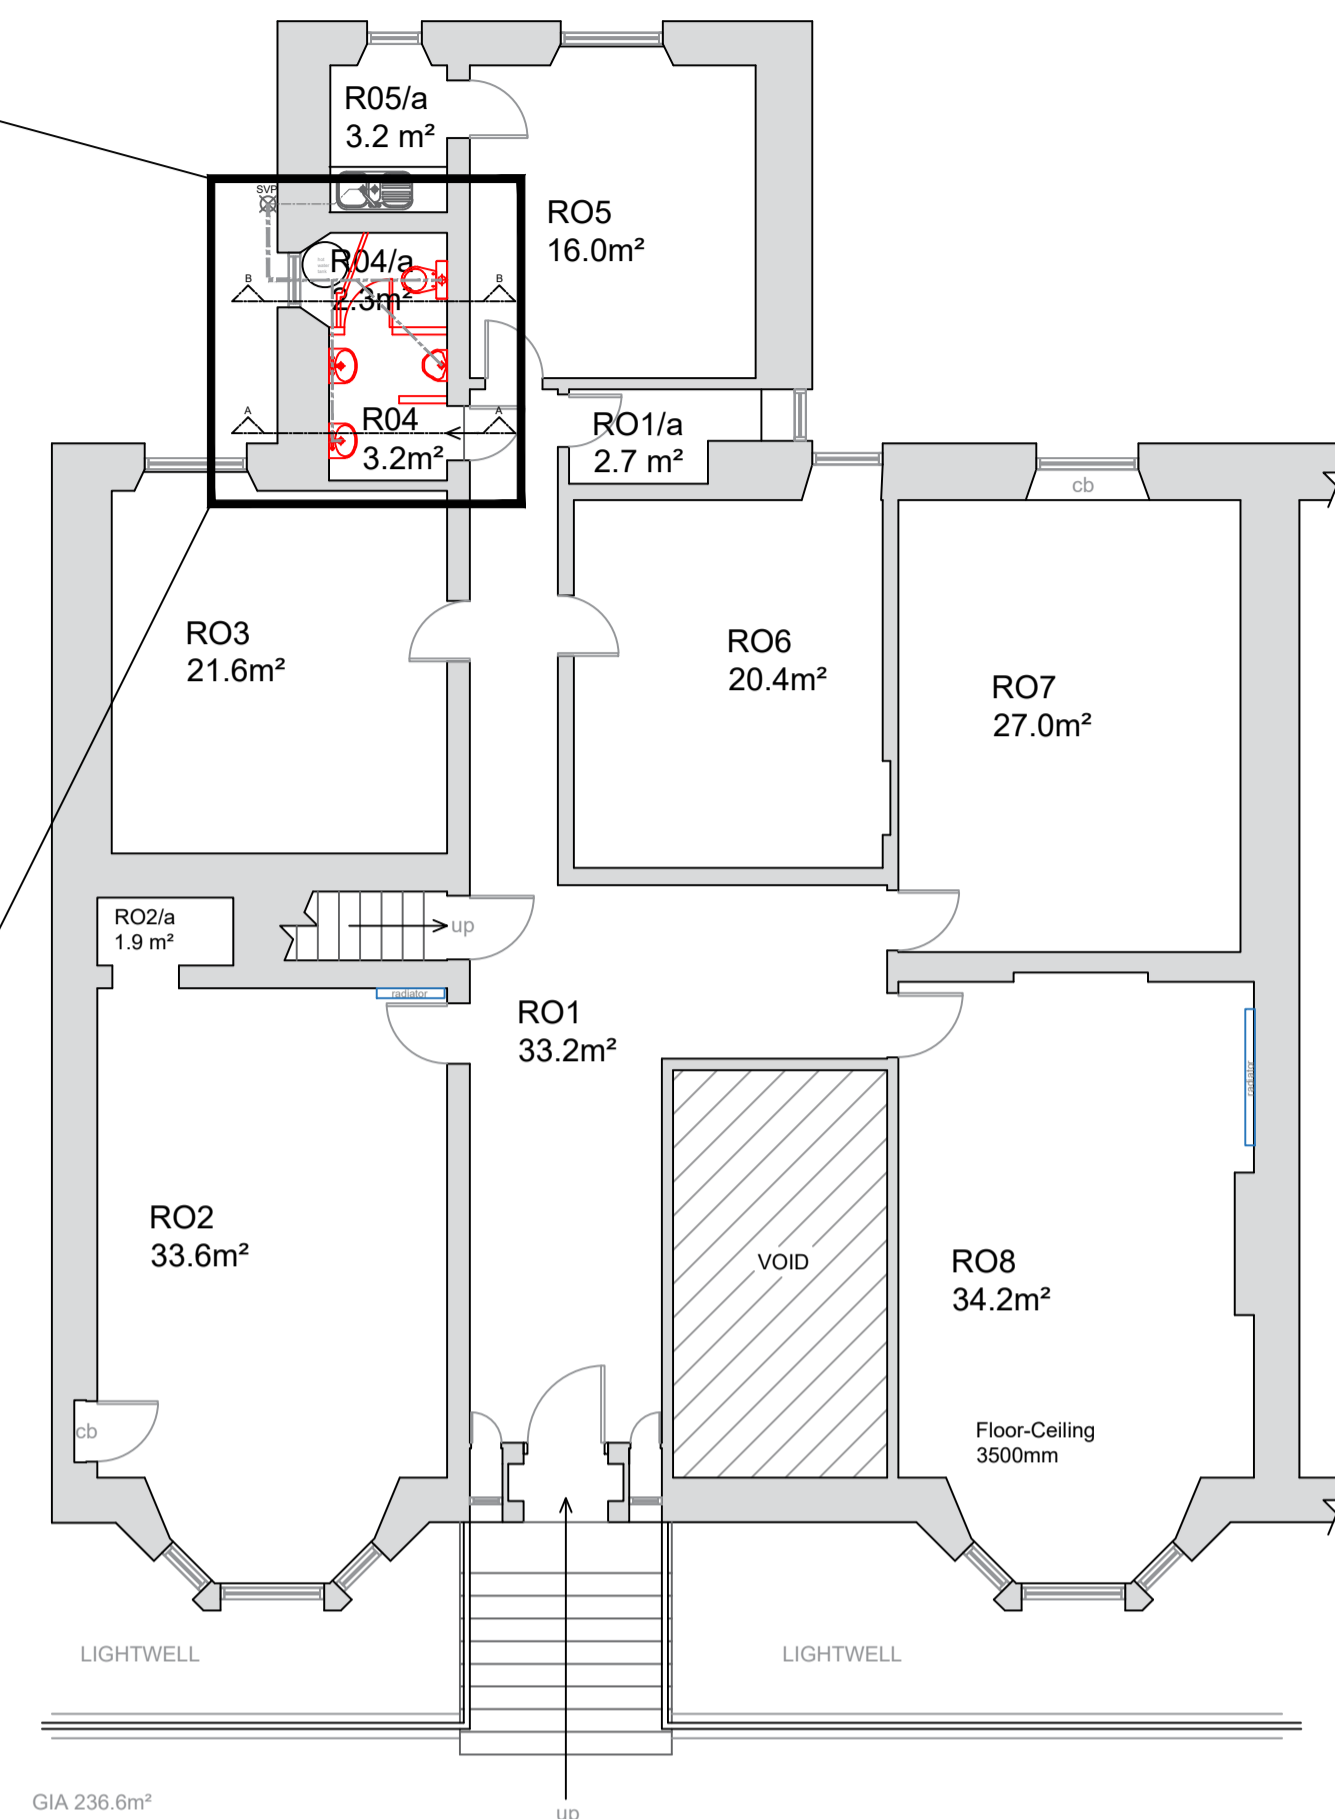 R05/a
3.2 m²
SVP
RO5
16.0m²
R04/a
2.3m²
B
B
A
A
R04
3.2m²
RO1/a
2.7 m²
cb
RO3
21.6m²
RO6
20.4m²
RO7
27.0m²
RO2/a
1.9 m²
up
radiator
RO1
33.2m²
radiator
RO2
33.6m²
VOID
RO8
34.2m²
cb
Floor-Ceiling
3500mm
LIGHTWELL
LIGHTWELL
GIA 236.6m²
up